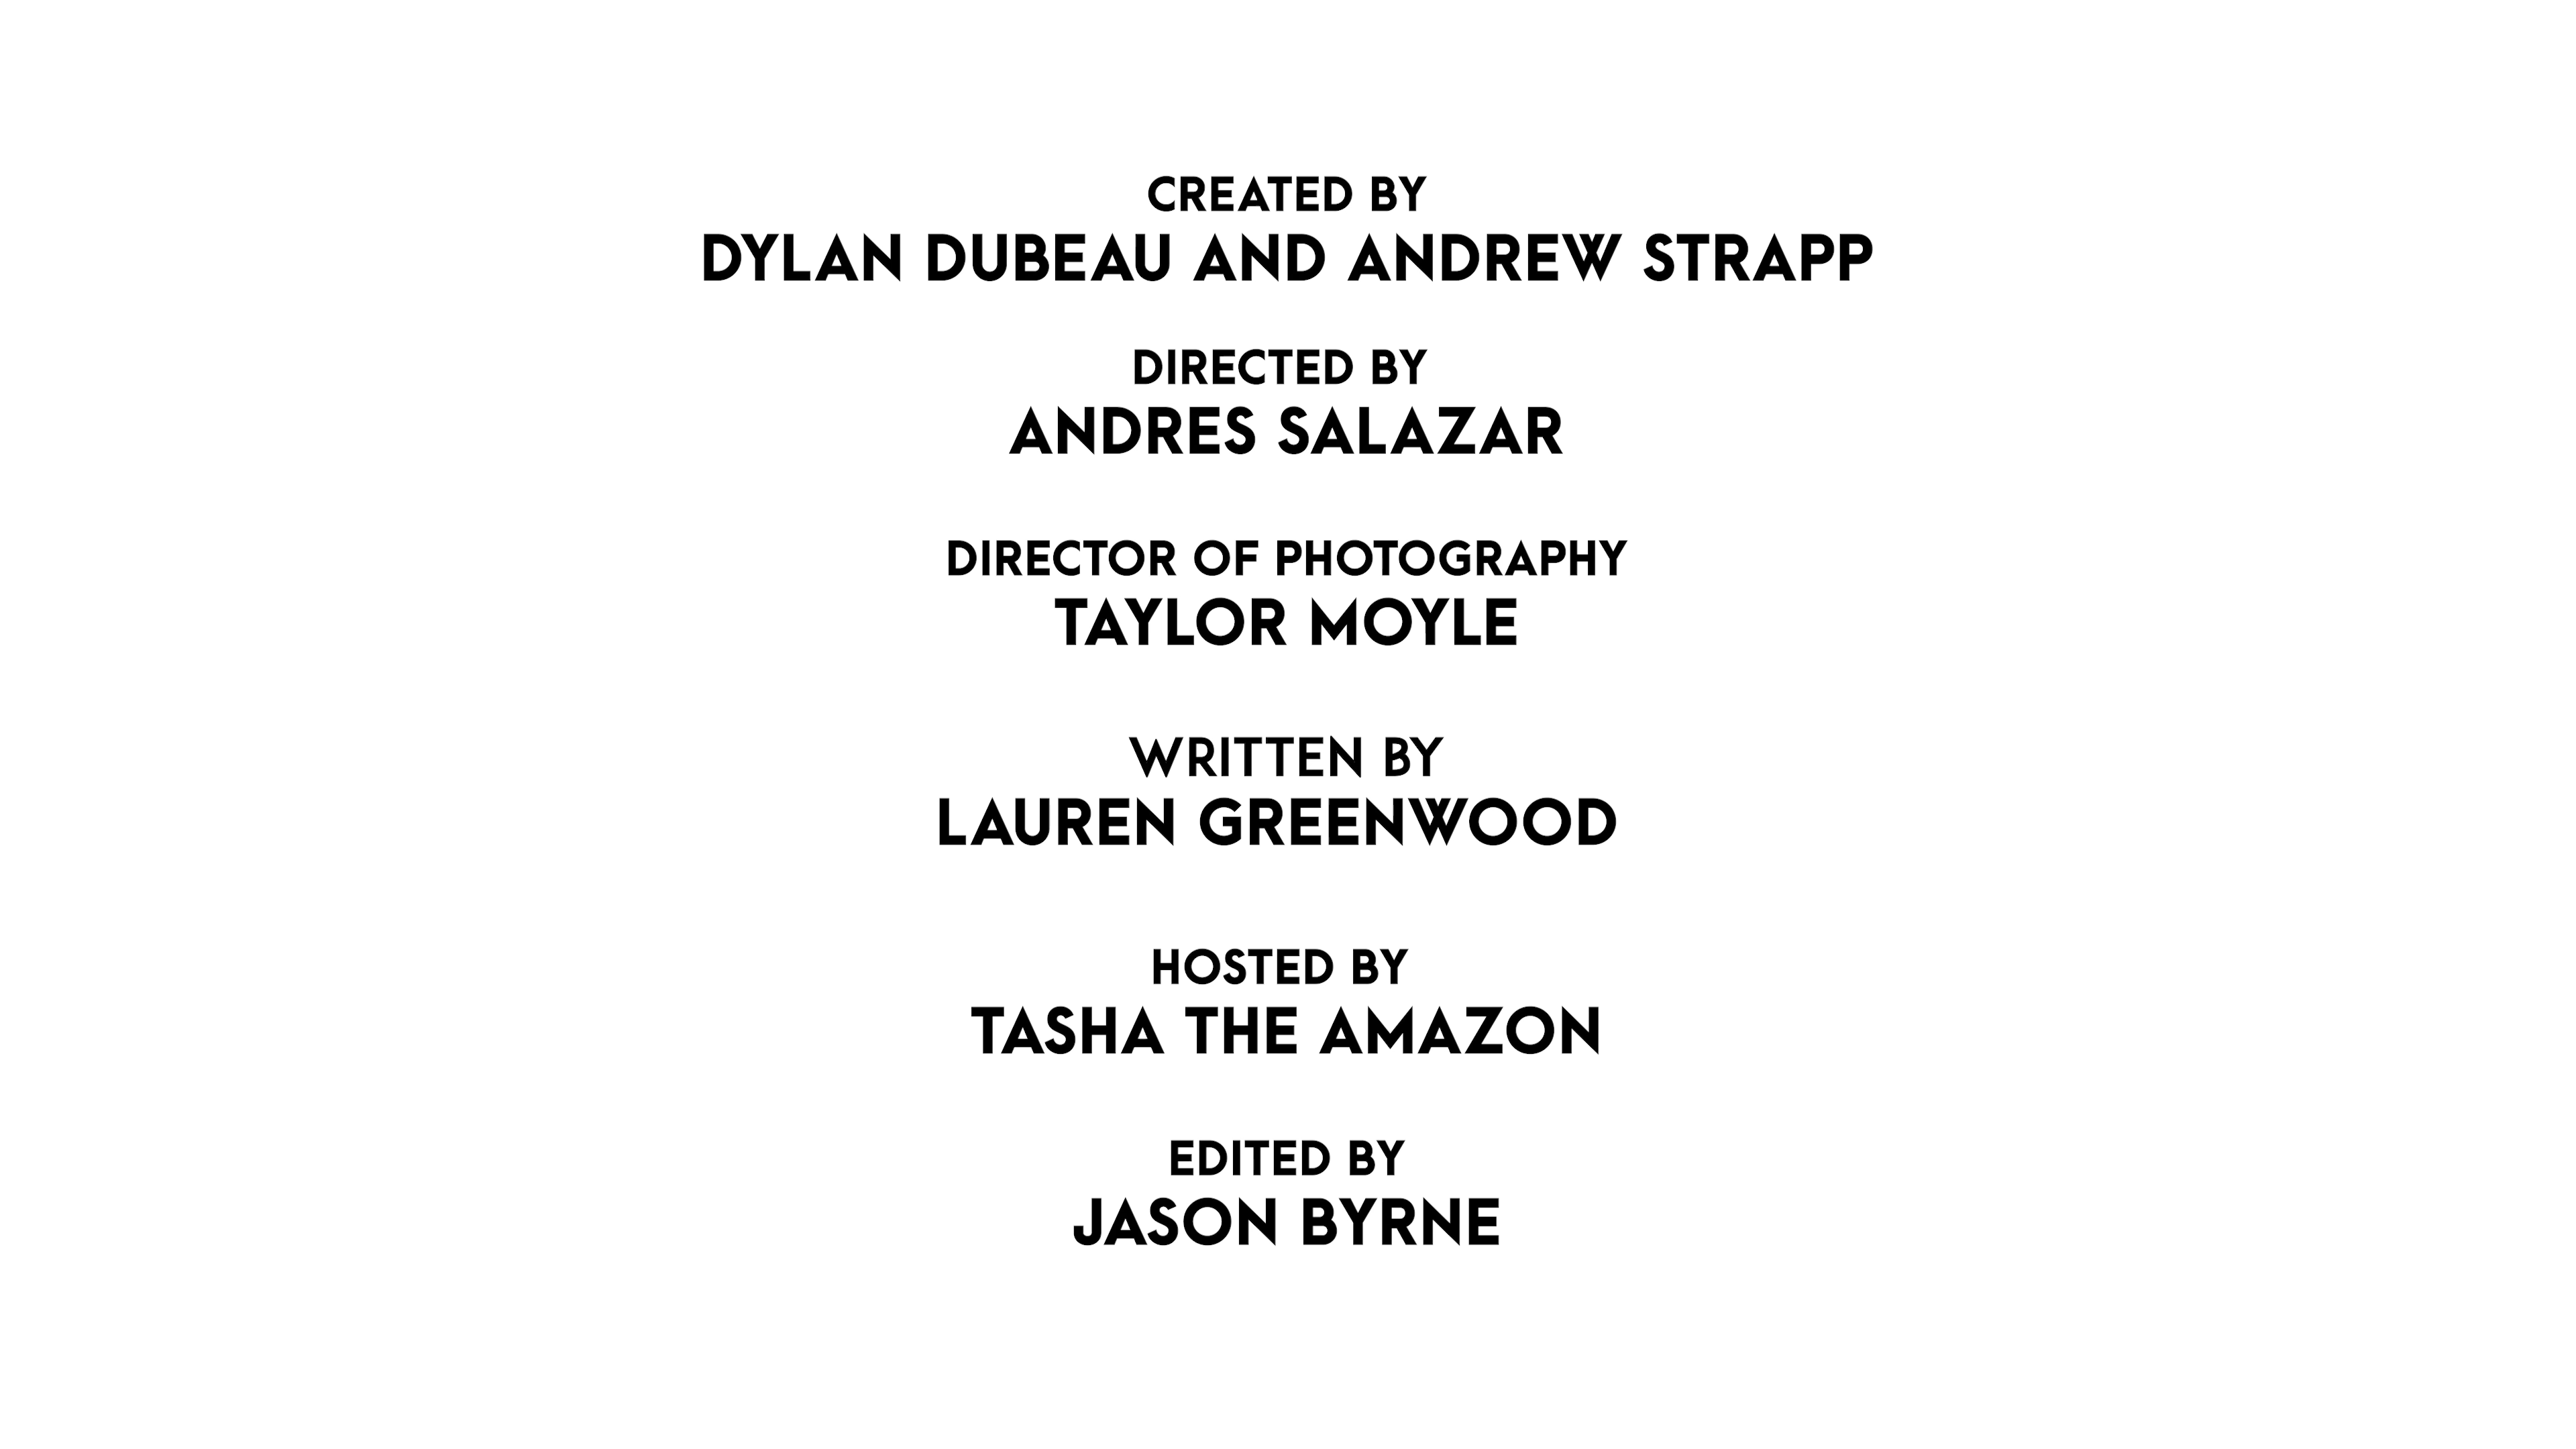 CREATED BY
DYLAN DUBEAU AND ANDREW STRAPP
DIRECTED BY
ANDRES SALAZAR
DIRECTOR OF PHOTOGRAPHY
TAYLOR MOYLE
WRITTEN BY
LAUREN GREENWOOD
HOSTED BY
TASHA THE AMAZON
EDITED BY
JASON BYRNE